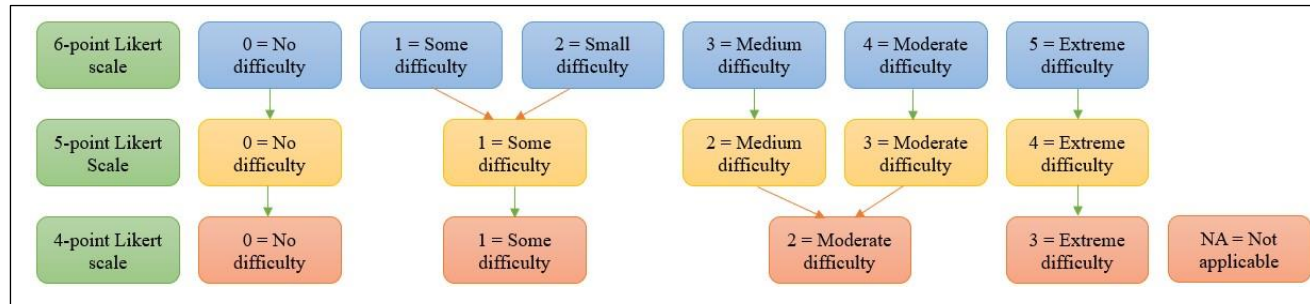 6-point Likert
scale
0 = No
difficulty
1 = Some
difficulty
2 = Small
difficulty
3 = Medium
difficulty
4 = Moderate
difficulty
5 = Extreme
difficulty
5-point Likert
Scale
0 = No
difficulty
1 = Some
difficulty
2 = Medium
difficulty
3 = Moderate
difficulty
4 = Extreme
difficulty
4-point Likert
scale
0 = No
difficulty
1 = Some
difficulty
2 = Moderate
difficulty
3 = Extreme
difficulty
NA = Not
applicable